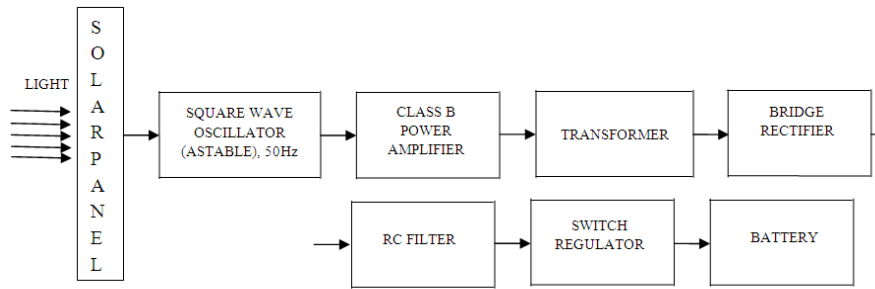 LIGHT
S
O
L
A
R
P
A
N
E
L
SQUARE WAVE
OSCILLATOR
(ASTABLE), 50Hz
CLASS B
POWER
AMPLIFIER
TRANSFORMER
BRIDGE
RECTIFIER
RC FILTER
SWITCH
REGULATOR
BATTERY